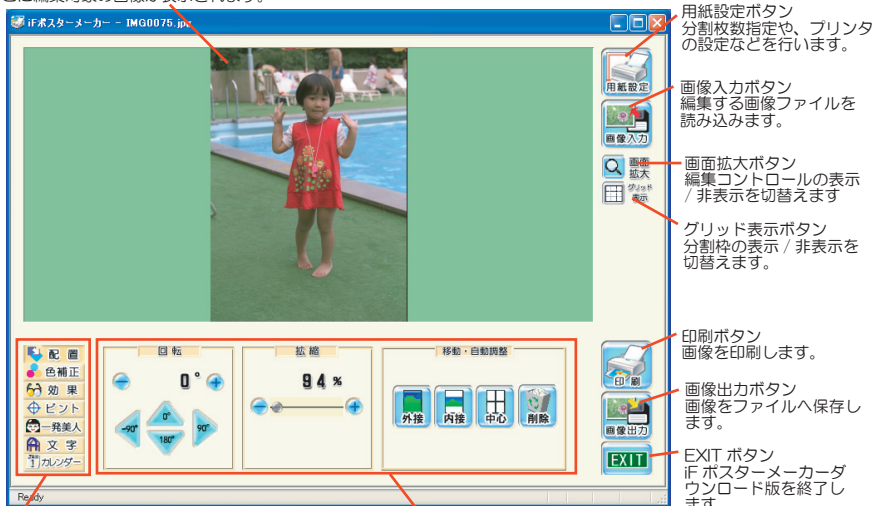 iFポスターメーカー - IMG0075.jpg
用紙設定ボタン
分割枚数指定や、プリンタ
の設定などを行います。
用紙設定
画像入力ボタン
編集する画像ファイルを
読み込みます。
画像入力
画面
拡大
画面拡大ボタン
編集コントロールの表示
/ 非表示を切替えます
グリッド
表示
グリッド表示ボタン
分割枠の表示 / 非表示を
切替えます。
配 置
色補正
効 果
ピント
一発美人
文 字
カレンダー
回 転
0°
-90°
0°
90°
180°
拡 縮
94 %
移動・自動調整
外接
内接
中心
削除
印 刷
印刷ボタン
画像を印刷します。
画像出力
画像出力ボタン
画像をファイルへ保存し
ます。
EXIT
EXIT ボタン
iF ポスターメーカーダ
ウンロード版を終了し
ます
Ready